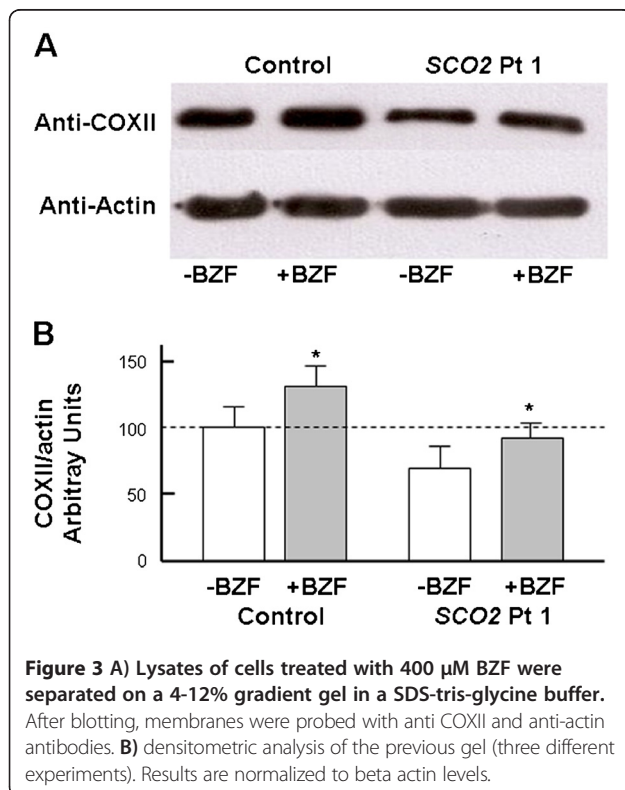 A
Control SCO2 Pt 1
Anti-COXII
Anti-Actin
-BZF +BZF -BZF +BZF
B
COXII/actin
Arbitray Units
150
100
50
0
*
*
-BZF +BZF -BZF +BZF
Control SCO2 Pt 1
Figure 3 A) Lysates of cells treated with 400 μM BZF were
separated on a 4-12% gradient gel in a SDS-tris-glycine buffer.
After blotting, membranes were probed with anti COXII and anti-actin
antibodies. B) densitometric analysis of the previous gel (three different
experiments). Results are normalized to beta actin levels.